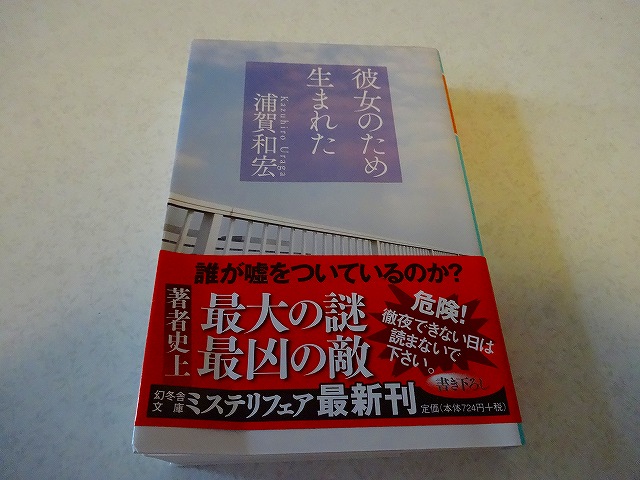 彼女のため
生まれた
浦賀和宏
Kazuhiro Uraga
誰が嘘をついているのか?
著者史上
最大の謎
最凶の敵
危険!
徹夜できない日は
読まないで
下さい。
書き下ろし
幻冬舎
文庫
ミステリフェア最新刊
定価(本体724円+税)